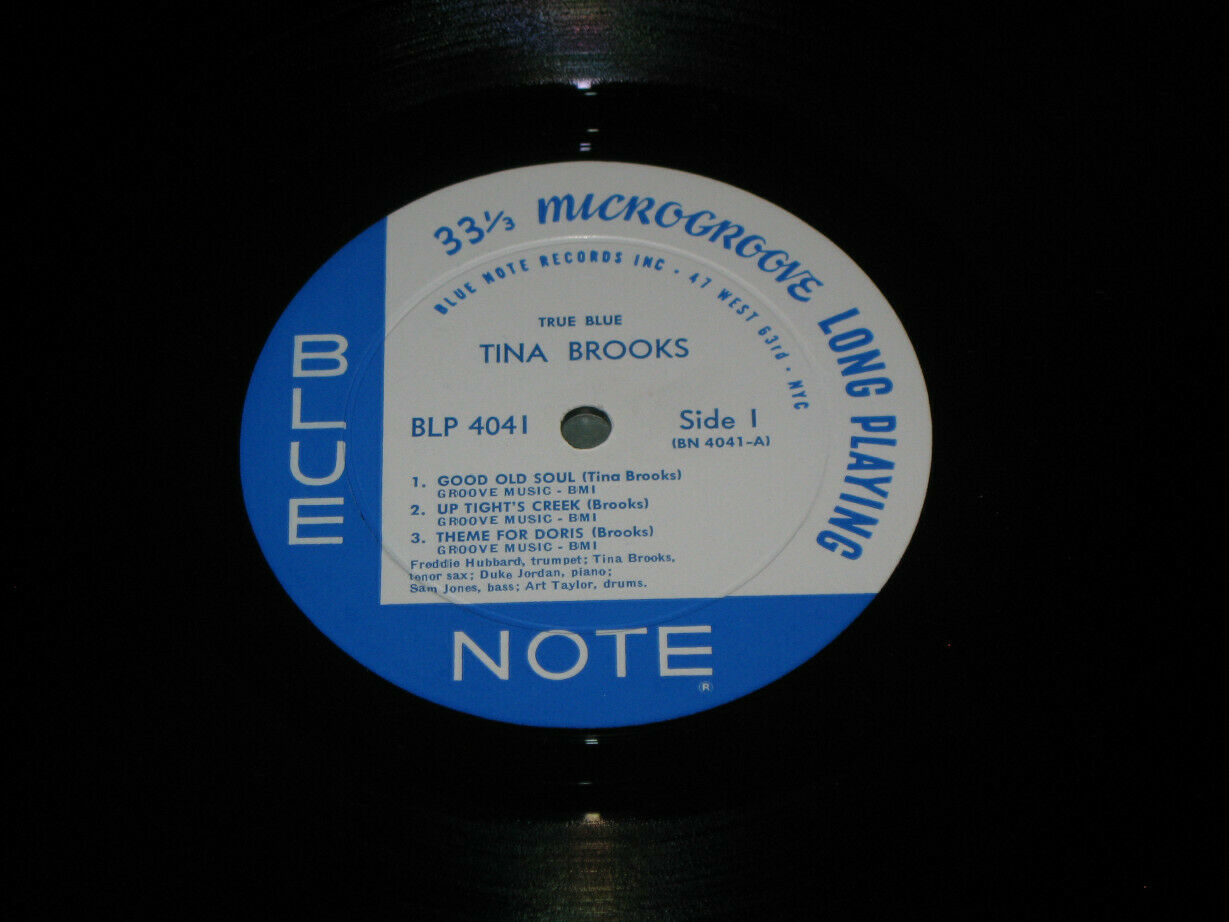 33⅓ MICROGROOVE LONG PLAYING
BLUE NOTE RECORDS INC · 47 WEST 63rd · NYC
TRUE BLUE
TINA BROOKS
BLP 4041
Side 1
(BN 4041-A)
1. GOOD OLD SOUL (Tina Brooks)
GROOVE MUSIC - BMI
2. UP TIGHT'S CREEK (Brooks)
GROOVE MUSIC - BMI
3. THEME FOR DORIS (Brooks)
GROOVE MUSIC - BMI
Freddie Hubbard, trumpet; Tina Brooks,
tenor sax; Duke Jordan, piano;
Sam Jones, bass; Art Taylor, drums.
BLUE
NOTE
®